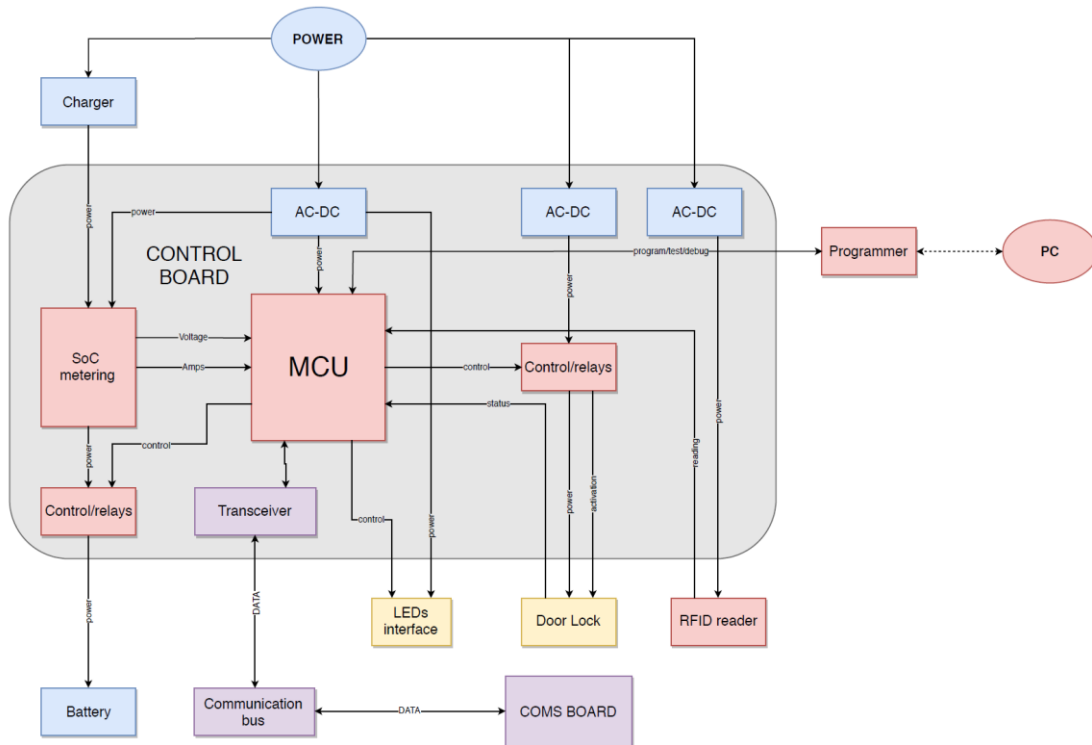 POWER
Charger
AC-DC
AC-DC
AC-DC
power
power
power
CONTROL
BOARD
program/test/debug
Programmer
PC
power
SoC
metering
Voltage
Amps
MCU
control
Control/relays
status
power
reading
control
power
Control/relays
Transceiver
control
power
power
activation
DATA
power
LEDs
interface
Door Lock
RFID reader
Battery
Communication
bus
DATA
COMS BOARD